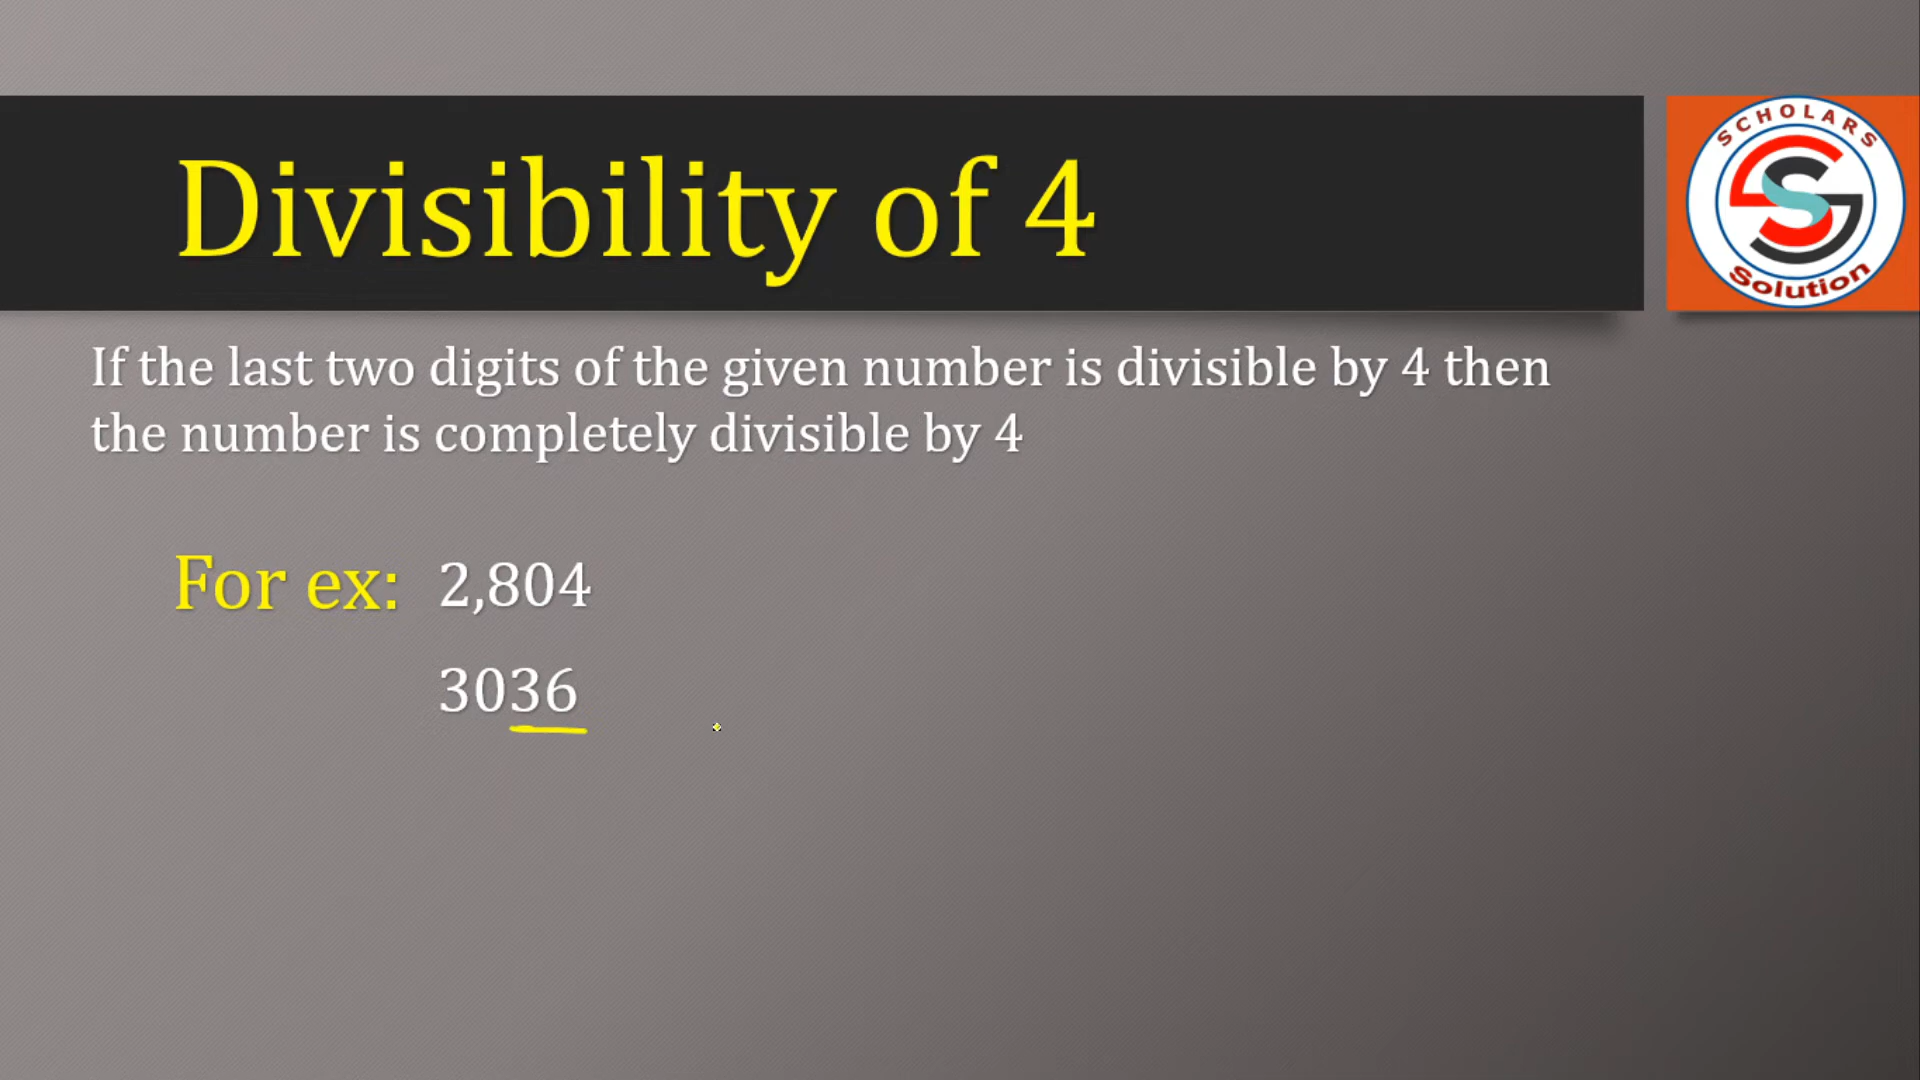 Divisibility of 4
SCHOLARS
Solution
If the last two digits of the given number is divisible by 4 then
the number is completely divisible by 4
For ex: 2,804
3036